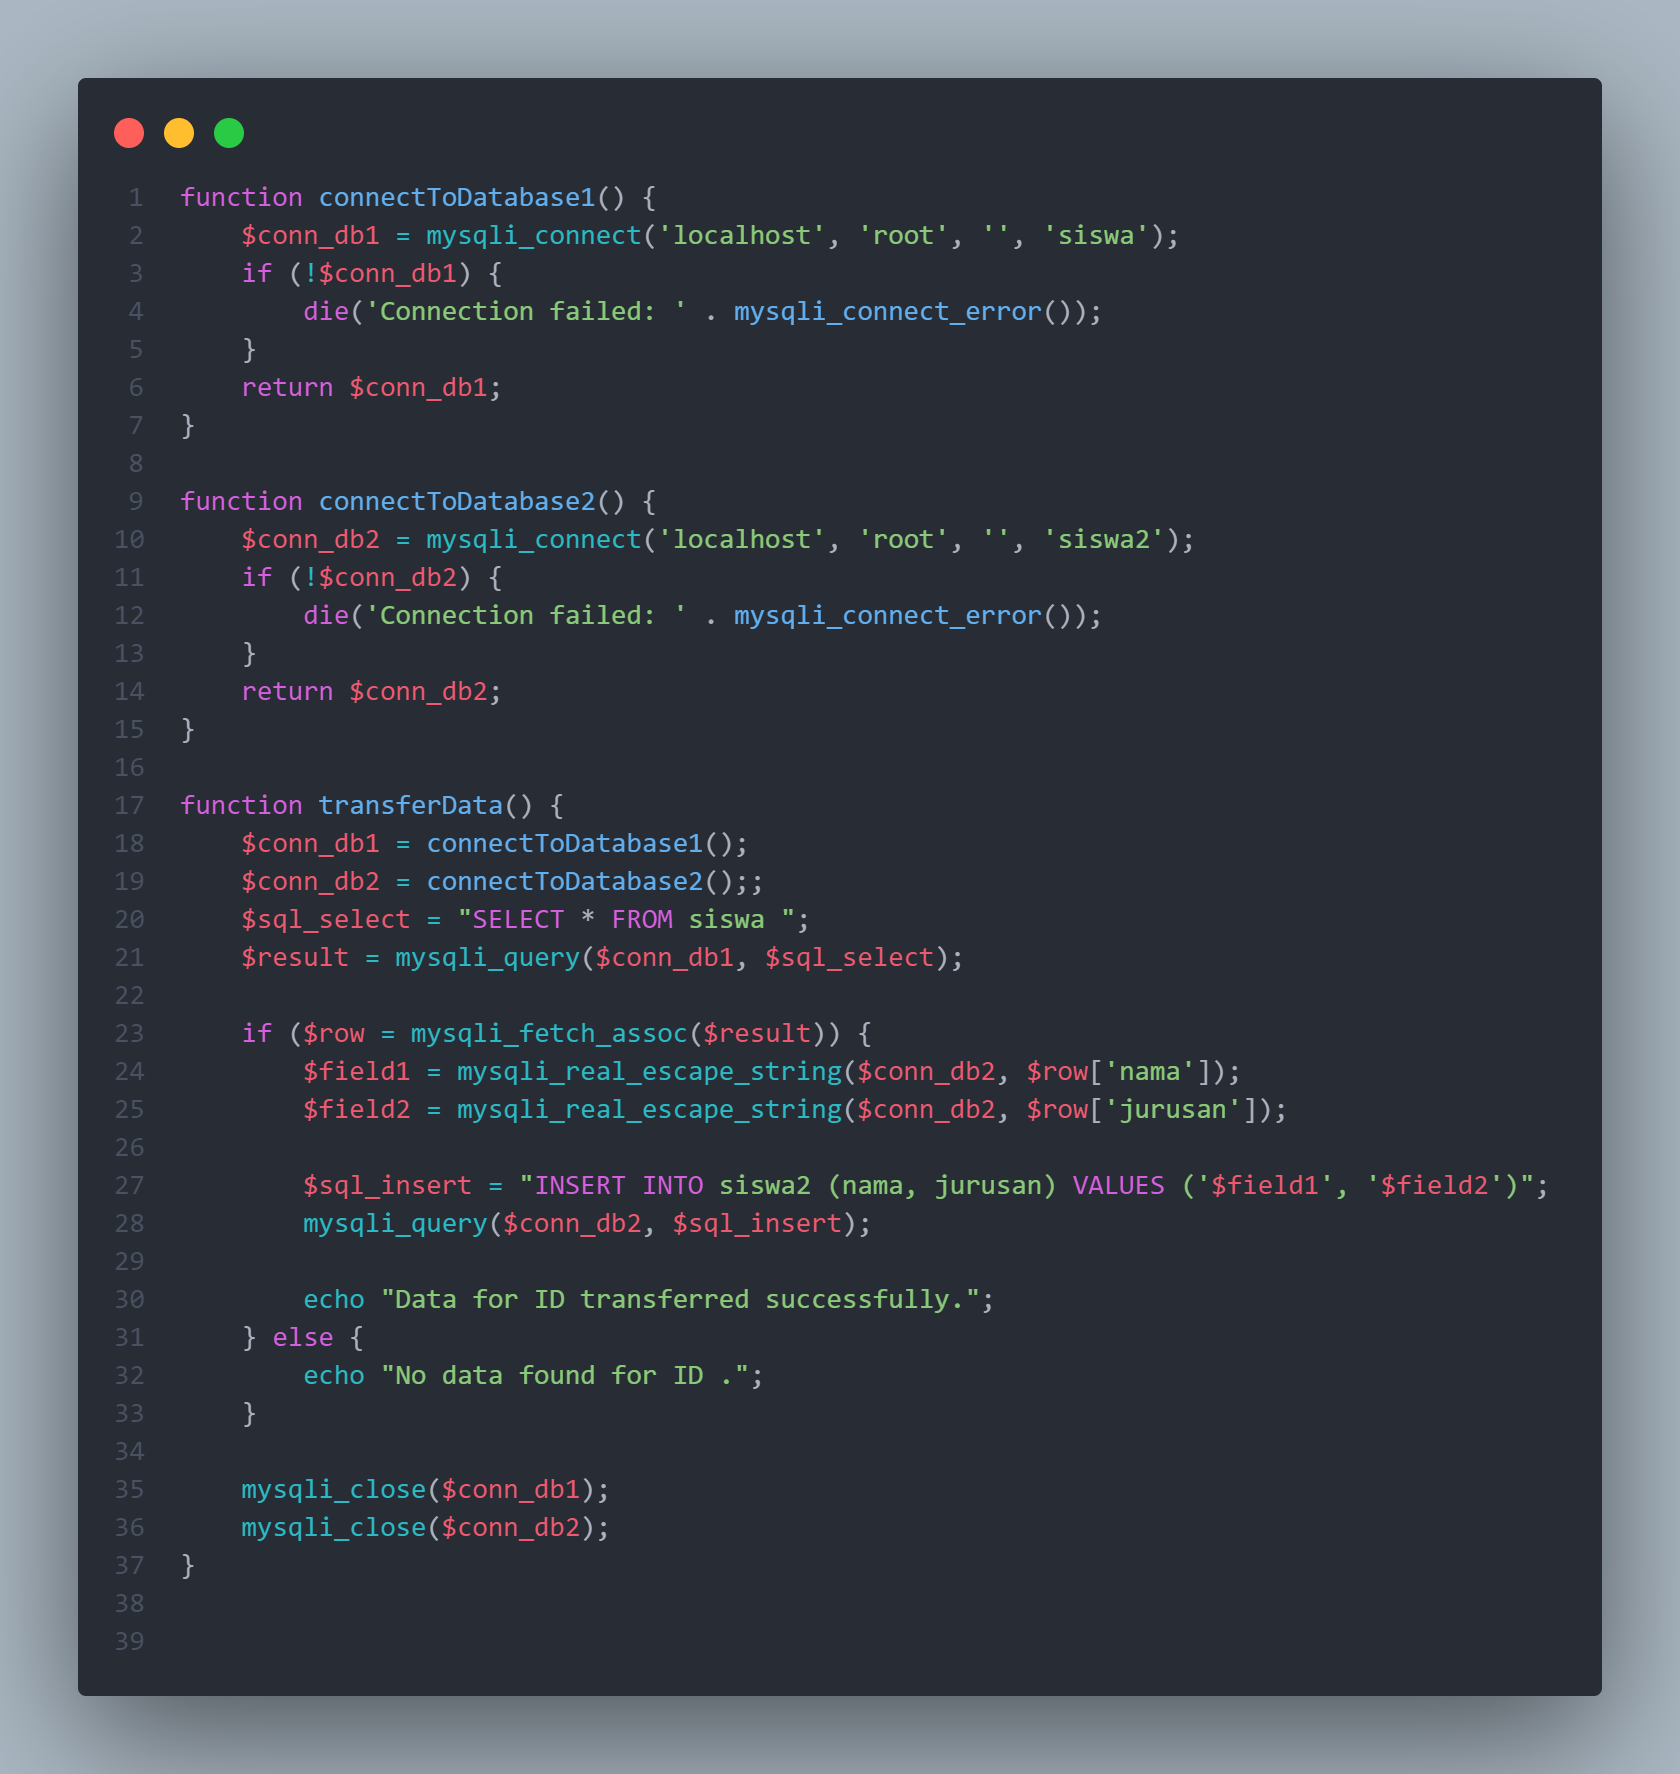 1 function connectToDatabase1() {
2     $conn_db1 = mysqli_connect('localhost', 'root', '', 'siswa');
3     if (!$conn_db1) {
4         die('Connection failed: ' . mysqli_connect_error());
5     }
6     return $conn_db1;
7 }
8
9 function connectToDatabase2() {
10     $conn_db2 = mysqli_connect('localhost', 'root', '', 'siswa2');
11     if (!$conn_db2) {
12         die('Connection failed: ' . mysqli_connect_error());
13     }
14     return $conn_db2;
15 }
16
17 function transferData() {
18     $conn_db1 = connectToDatabase1();
19     $conn_db2 = connectToDatabase2();;
20     $sql_select = "SELECT * FROM siswa ";
21     $result = mysqli_query($conn_db1, $sql_select);
22
23     if ($row = mysqli_fetch_assoc($result)) {
24         $field1 = mysqli_real_escape_string($conn_db2, $row['nama']);
25         $field2 = mysqli_real_escape_string($conn_db2, $row['jurusan']);
26
27         $sql_insert = "INSERT INTO siswa2 (nama, jurusan) VALUES ('$field1', '$field2')";
28         mysqli_query($conn_db2, $sql_insert);
29
30         echo "Data for ID transferred successfully.";
31     } else {
32         echo "No data found for ID .";
33     }
34
35     mysqli_close($conn_db1);
36     mysqli_close($conn_db2);
37 }
38
39